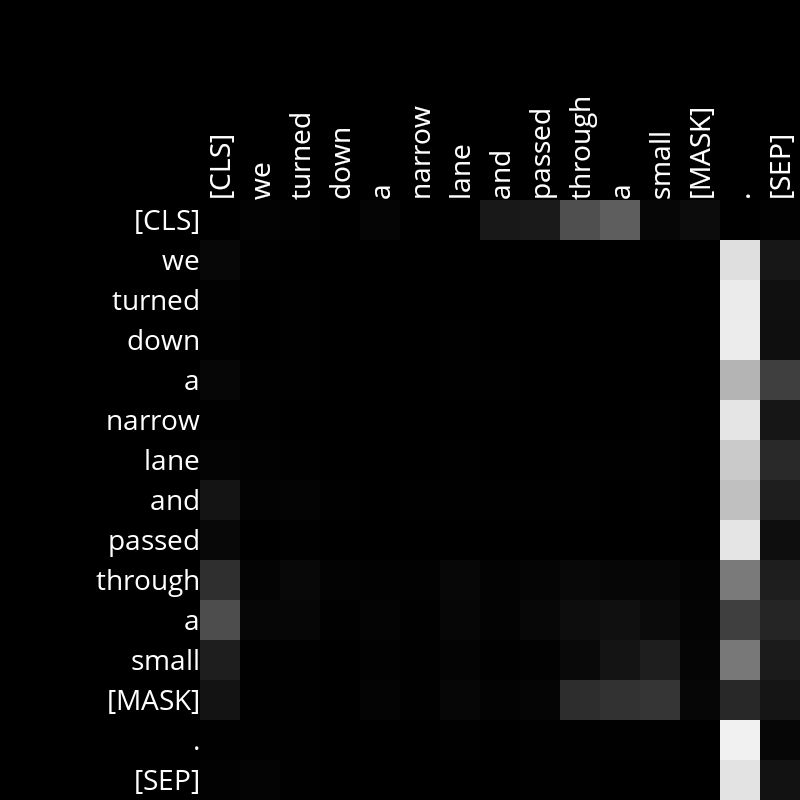 [CLS] we turned down a narrow lane and passed through a small [MASK] . [SEP]
[CLS]
we
turned
down
a
narrow
lane
and
passed
through
a
small
[MASK]
.
[SEP]